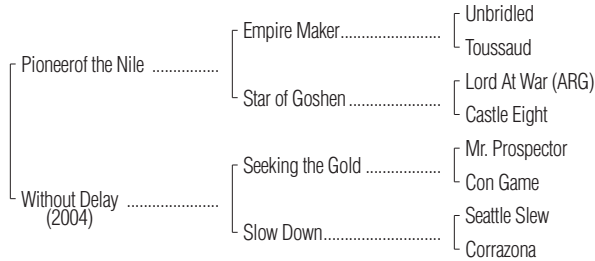 Unbridled
Empire Maker..................
Toussaud
Pioneerof the Nile ................
Lord At War (ARG)
Star of Goshen ......................
Castle Eight
Mr. Prospector
Seeking the Gold ..................
Con Game
Without Delay ......................
(2004)
Seattle Slew
Slow Down............................
Corrazona